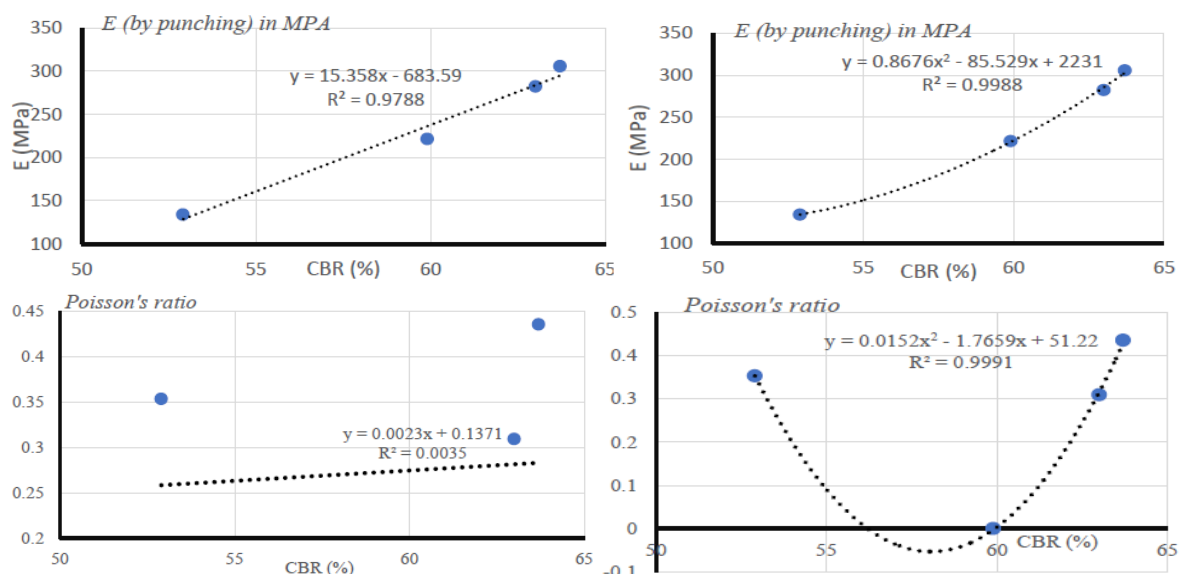 E (by punching) in MPA
350
300
250
200
150
100
E (MPa)
y = 15.358x - 683.59
R² = 0.9788
50
55
60
65
CBR (%)
E (by punching) in MPA
350
300
250
200
150
100
E (MPa)
y = 0.8676x² - 85.529x + 2231
R² = 0.9988
50
55
60
65
CBR (%)
Poisson's ratio
0.45
0.4
0.35
0.3
0.25
0.2
y = 0.0023x + 0.1371
R² = 0.0035
50
55
60
65
CBR (%)
Poisson's ratio
0.5
0.4
0.3
0.2
0.1
0
-0.1
y = 0.0152x² - 1.7659x + 51.22
R² = 0.9991
50
55
60
65
CBR (%)